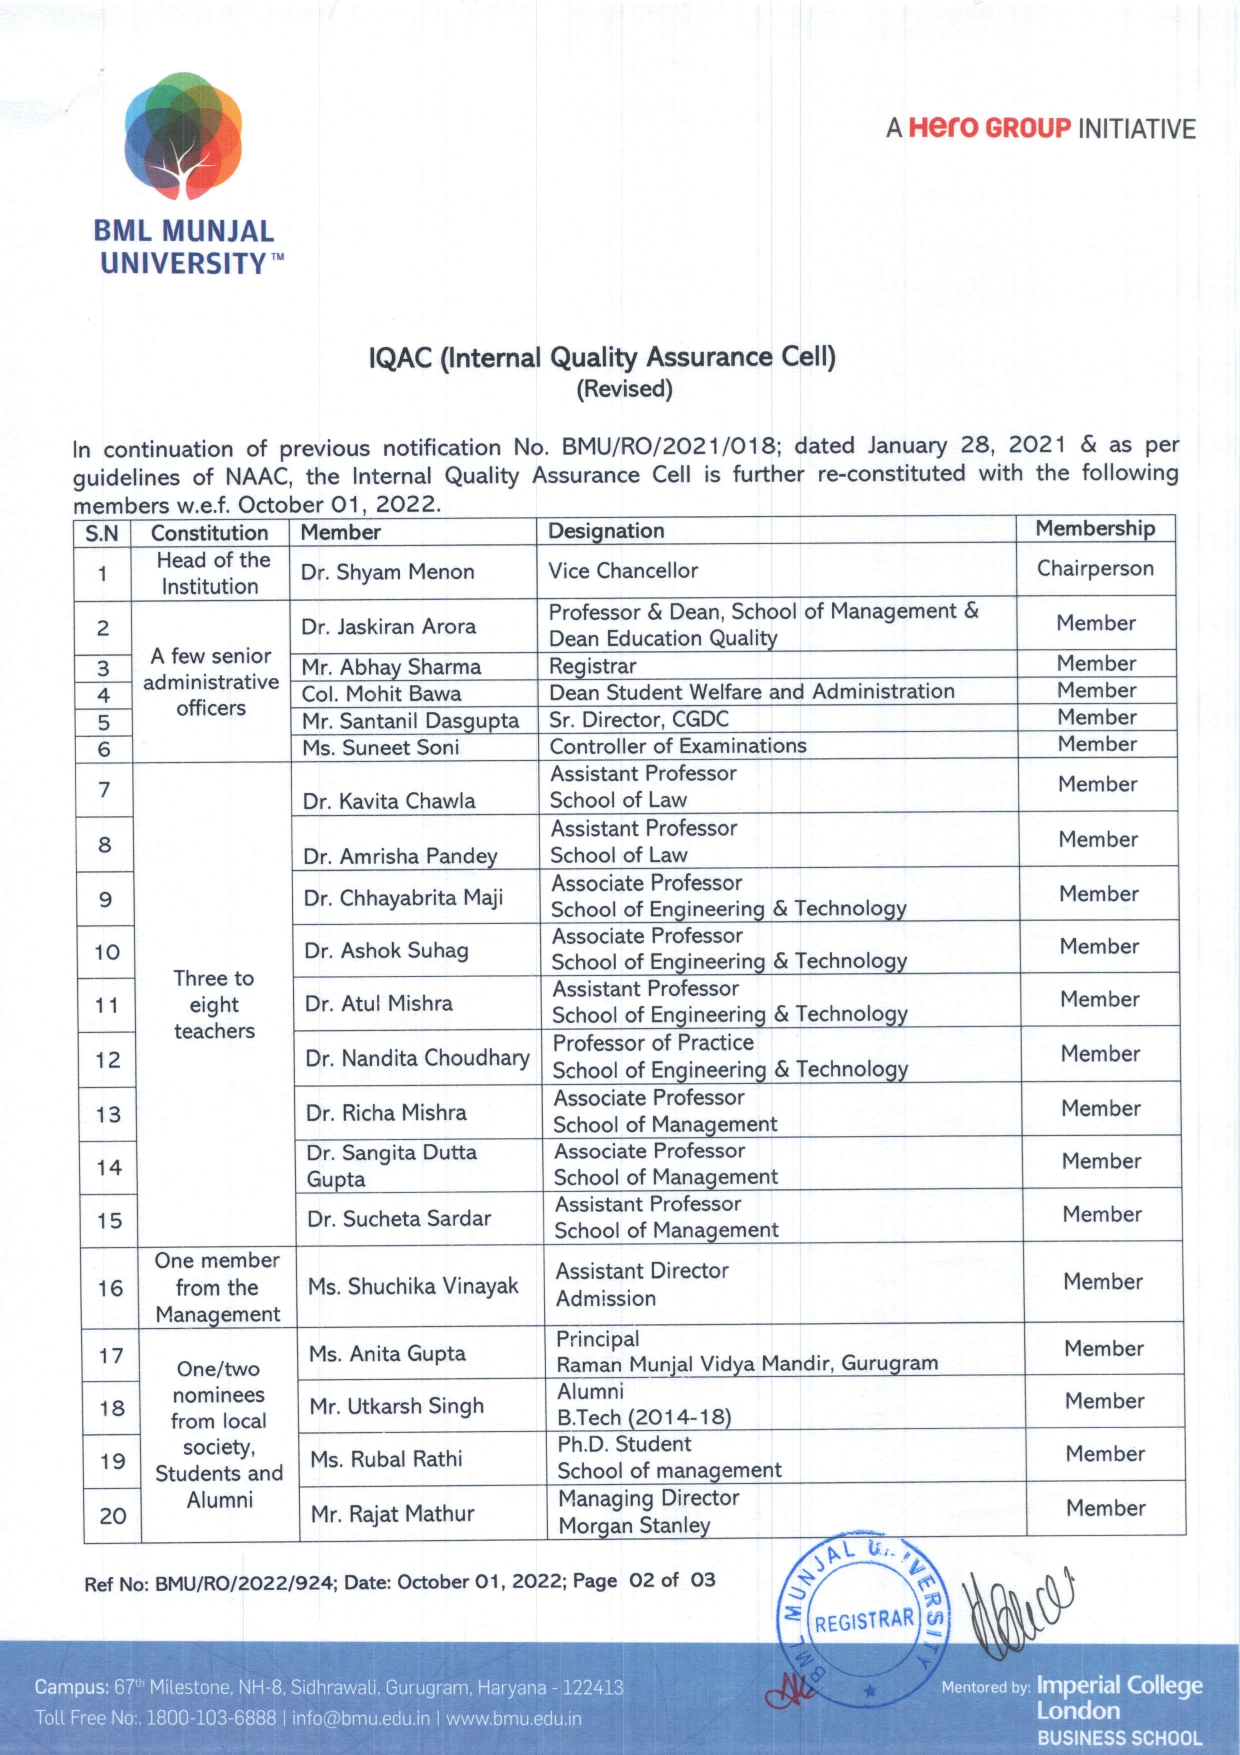 BML MUNJAL
UNIVERSITY™
A Hero GROUP INITIATIVE
IQAC (Internal Quality Assurance Cell)
(Revised)
In continuation of previous notification No. BMU/RO/2021/018; dated January 28, 2021 & as per
guidelines of NAAC, the Internal Quality Assurance Cell is further re-constituted with the following
members w.e.f. October 01, 2022.
S.N Constitution Member Designation Membership
1 Head of the Institution Dr. Shyam Menon Vice Chancellor Chairperson
2 A few senior administrative officers Dr. Jaskiran Arora Professor & Dean, School of Management & Dean Education Quality Member
3 Mr. Abhay Sharma Registrar Member
4 Col. Mohit Bawa Dean Student Welfare and Administration Member
5 Mr. Santanil Dasgupta Sr. Director, CGDC Member
6 Ms. Suneet Soni Controller of Examinations Member
7 Three to eight teachers Dr. Kavita Chawla Assistant Professor School of Law Member
8 Dr. Amrisha Pandey Assistant Professor School of Law Member
9 Dr. Chhayabrita Maji Associate Professor School of Engineering & Technology Member
10 Dr. Ashok Suhag Associate Professor School of Engineering & Technology Member
11 Dr. Atul Mishra Assistant Professor School of Engineering & Technology Member
12 Dr. Nandita Choudhary Professor of Practice School of Engineering & Technology Member
13 Dr. Richa Mishra Associate Professor School of Management Member
14 Dr. Sangita Dutta Gupta Associate Professor School of Management Member
15 Dr. Sucheta Sardar Assistant Professor School of Management Member
16 One member from the Management Ms. Shuchika Vinayak Assistant Director Admission Member
17 One/two nominees from local society, Students and Alumni Ms. Anita Gupta Principal Raman Munjal Vidya Mandir, Gurugram Member
18 Mr. Utkarsh Singh Alumni B.Tech (2014-18) Member
19 Ms. Rubal Rathi Ph.D. Student School of management Member
20 Mr. Rajat Mathur Managing Director Morgan Stanley Member
Ref No: BMU/RO/2022/924; Date: October 01, 2022; Page 02 of 03
BML MUNJAL UNIVERSITY
REGISTRAR
Campus: 67th Milestone, NH-8, Sidhrawali, Gurugram, Haryana - 122413
Toll Free No:. 1800-103-6888 | info@bmu.edu.in | www.bmu.edu.in
Mentored by: Imperial College
London
BUSINESS SCHOOL